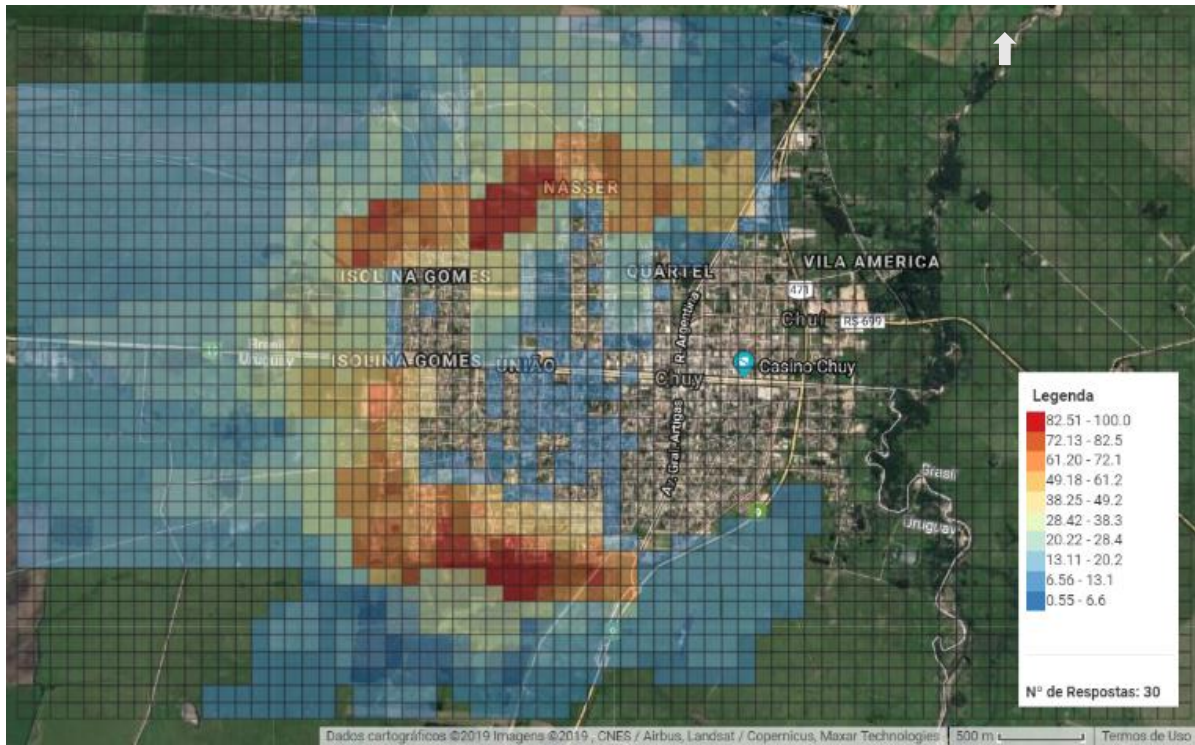 NASSER
ISOLINA GOMES
QUARTEL
VILA AMERICA
471
R. Argentina
Chuí
RS-699
Brasil
Uruguay
ISOLINA GOMES
UNIÃO
Chuy
Casino Chuy
Av. Gral. Artigas
Brasil
Uruguay
9
Legenda
82.51 - 100.0
72.13 - 82.5
61.20 - 72.1
49.18 - 61.2
38.25 - 49.2
28.42 - 38.3
20.22 - 28.4
13.11 - 20.2
6.56 - 13.1
0.55 - 6.6
N° de Respostas: 30
Dados cartográficos ©2019 Imagens ©2019 , CNES / Airbus, Landsat / Copernicus, Maxar Technologies
500 m
Termos de Uso